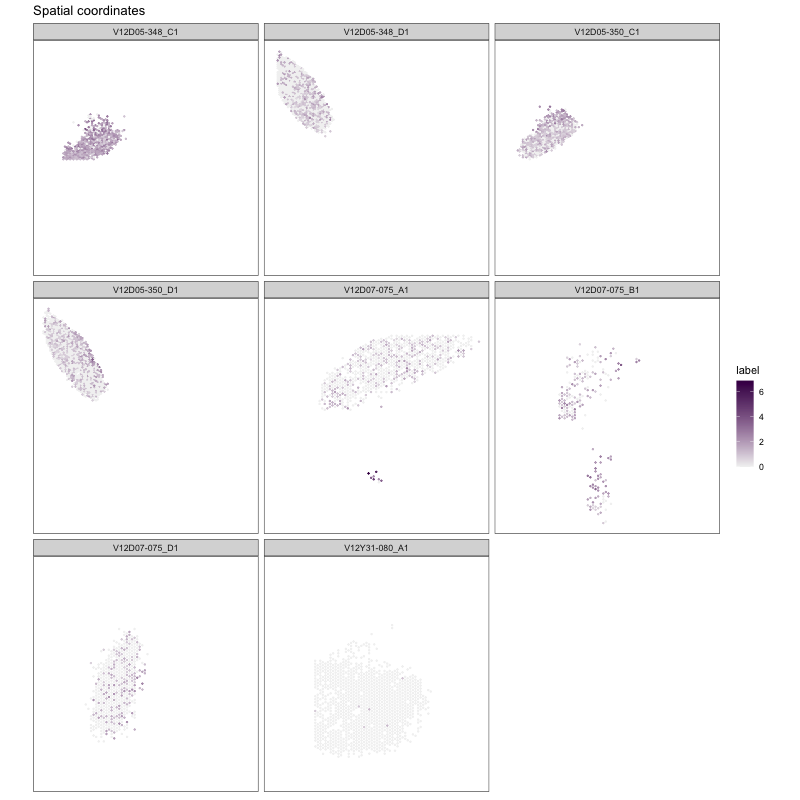 Spatial coordinates
V12D05-348_C1
V12D05-348_D1
V12D05-350_C1
V12D05-350_D1
V12D07-075_A1
V12D07-075_B1
label
6
4
2
0
V12D07-075_D1
V12Y31-080_A1